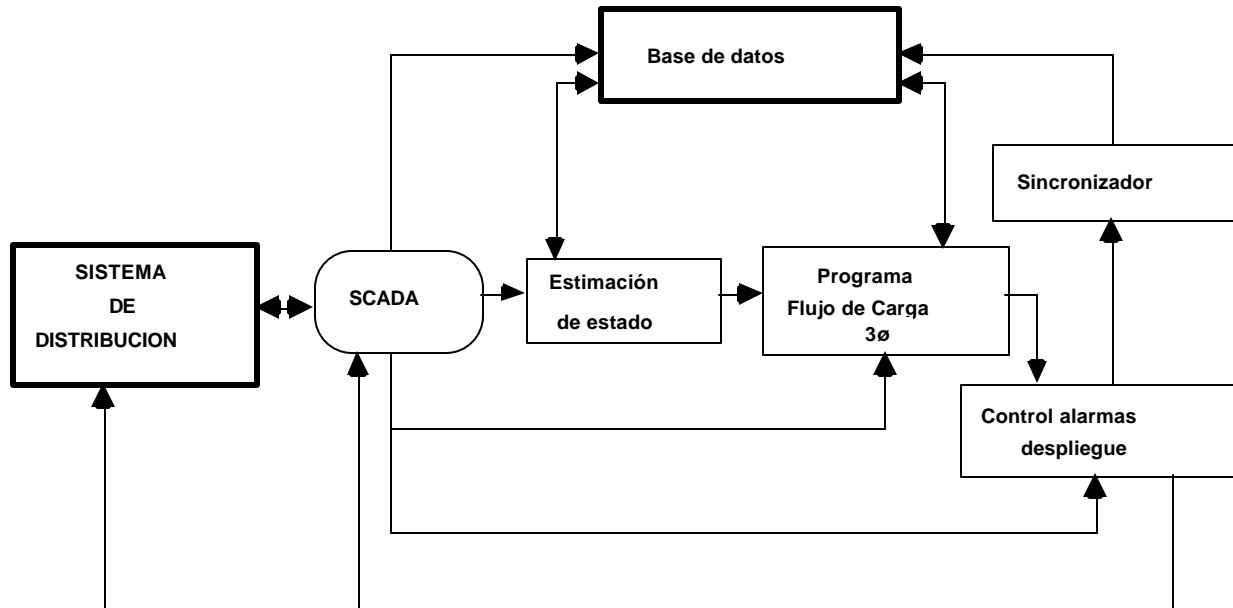 Base de datos
Sincronizador
SISTEMA
DE
DISTRIBUCION
SCADA
Estimación
de estado
Programa
Flujo de Carga
3ø
Control alarmas
despliegue